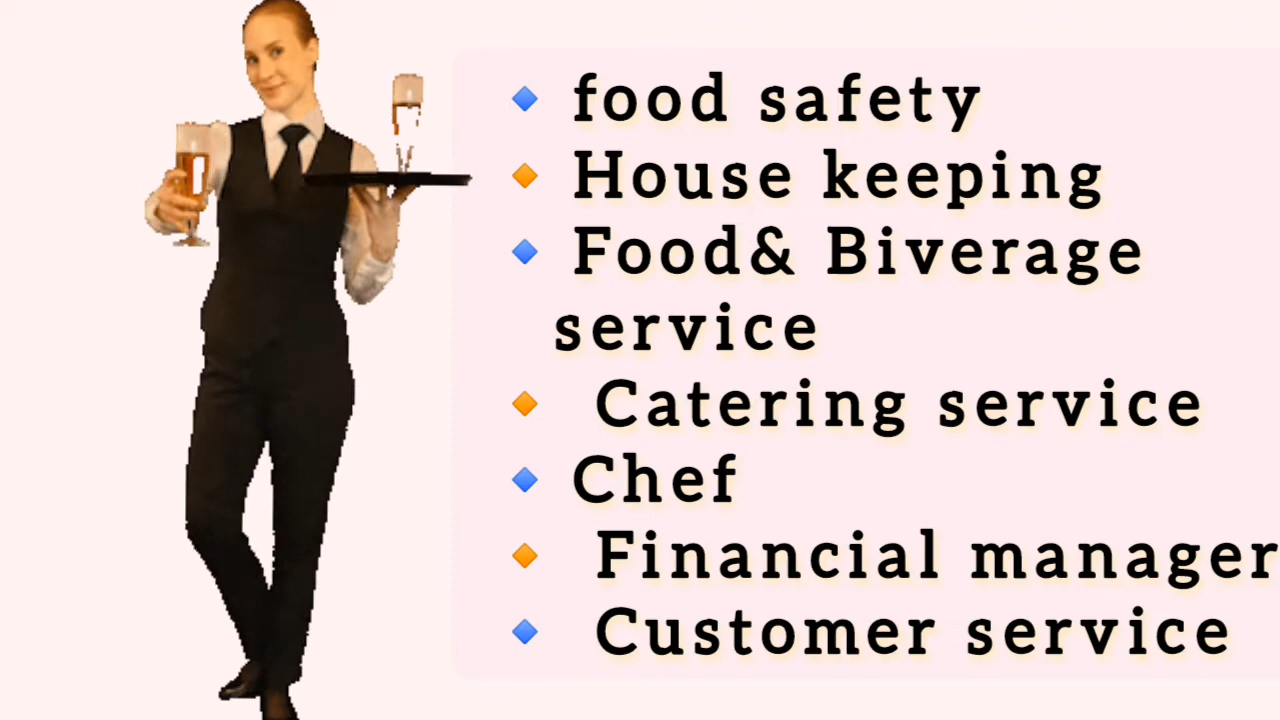 🔹 food safety
🔸 House keeping
🔹 Food& Biverage
service
🔸 Catering service
🔹 Chef
🔸 Financial manager
🔹 Customer service